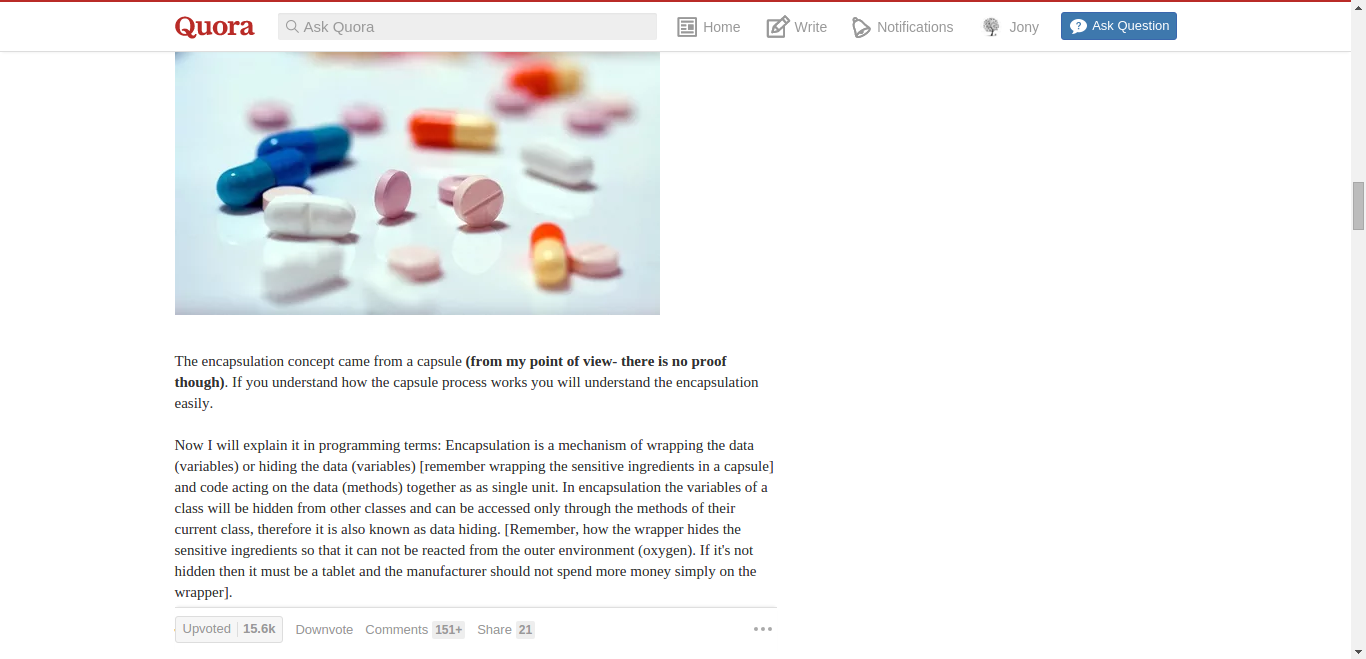 Quora
Ask Quora
Home
Write
Notifications
Jony
Ask Question
The encapsulation concept came from a capsule (from my point of view- there is no proof
though). If you understand how the capsule process works you will understand the encapsulation
easily.
Now I will explain it in programming terms: Encapsulation is a mechanism of wrapping the data
(variables) or hiding the data (variables) [remember wrapping the sensitive ingredients in a capsule]
and code acting on the data (methods) together as as single unit. In encapsulation the variables of a
class will be hidden from other classes and can be accessed only through the methods of their
current class, therefore it is also known as data hiding. [Remember, how the wrapper hides the
sensitive ingredients so that it can not be reacted from the outer environment (oxygen). If it's not
hidden then it must be a tablet and the manufacturer should not spend more money simply on the
wrapper].
Upvoted 15.6k Downvote Comments 151+ Share 21